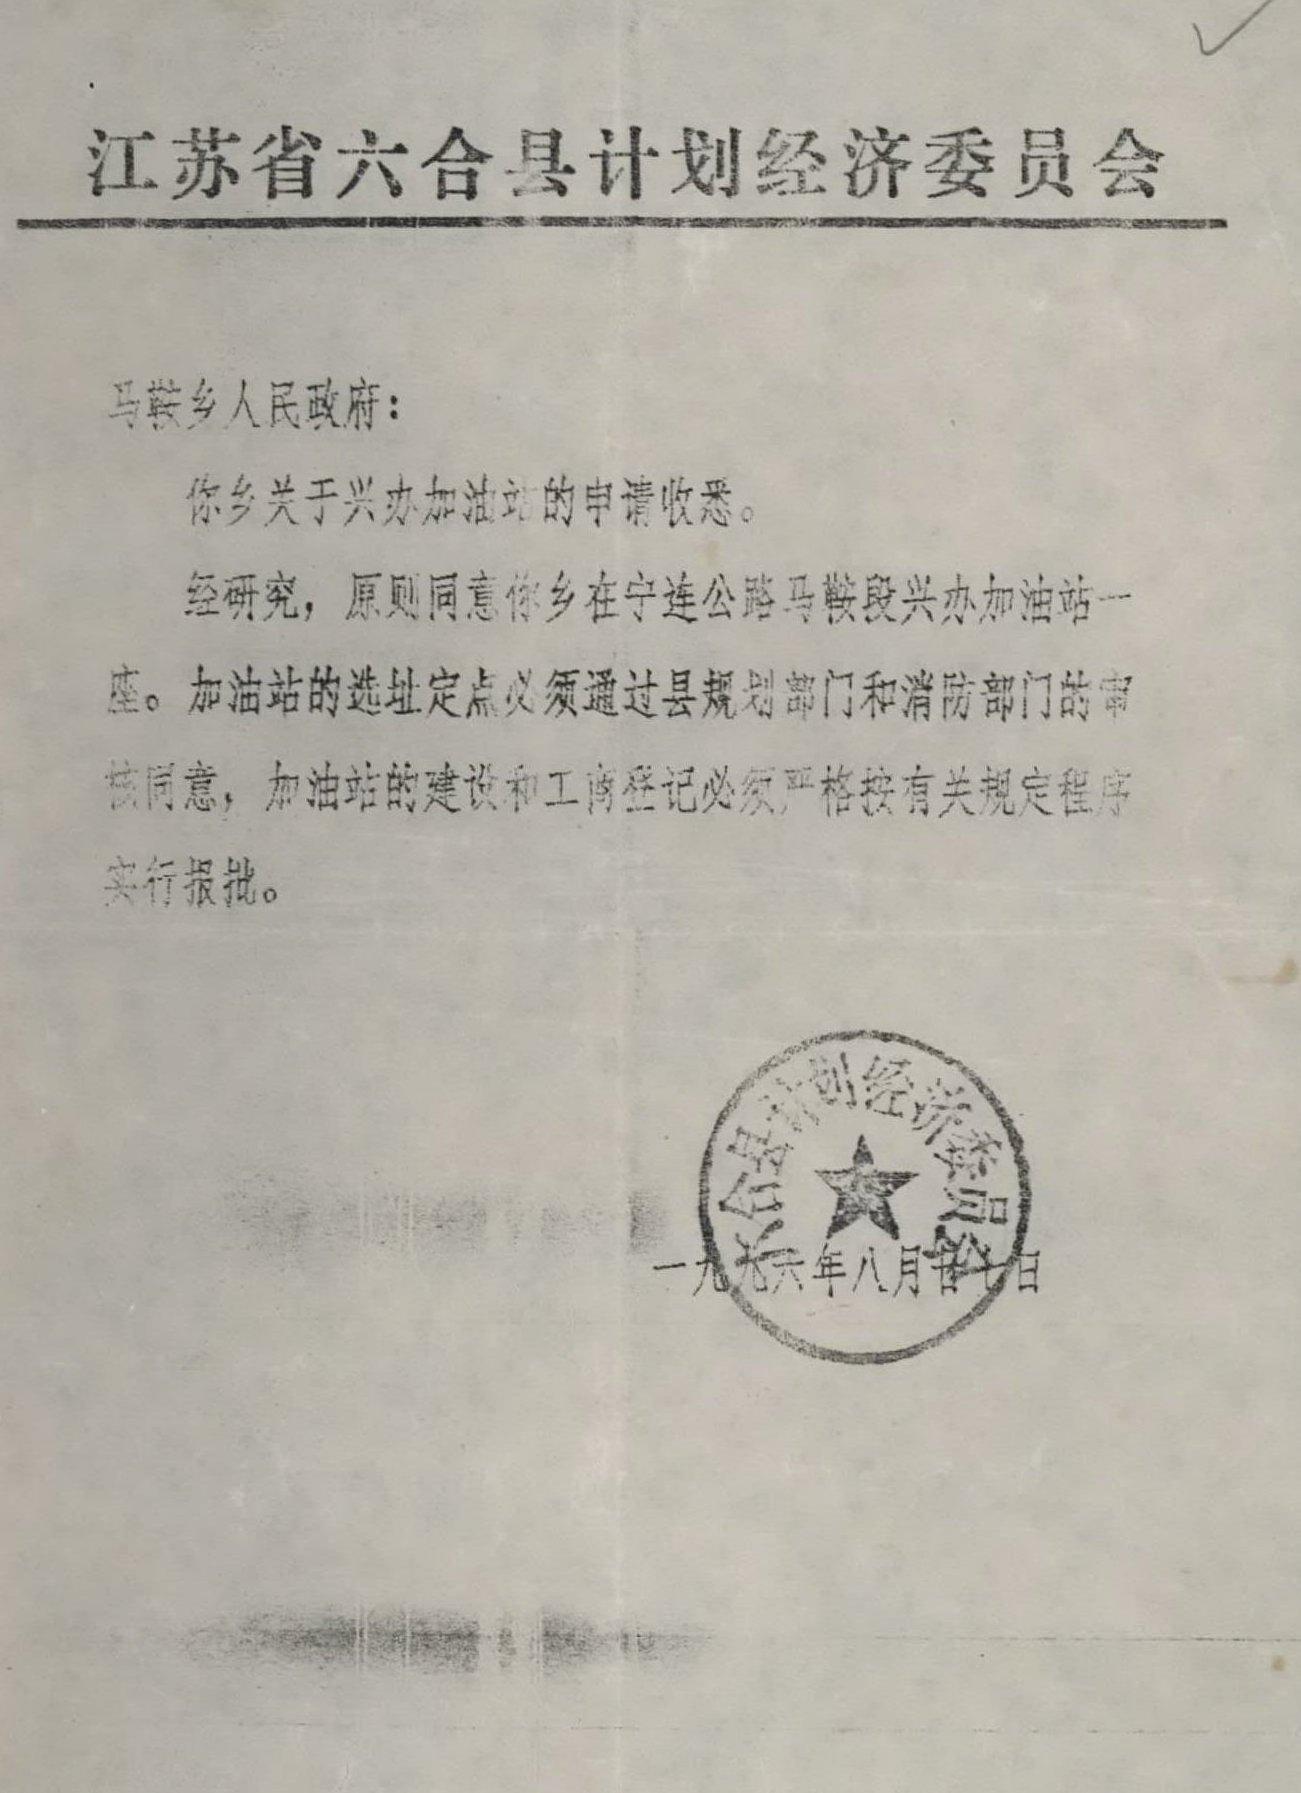 江苏省六合县计划经济委员会
马鞍乡人民政府：
你乡关于兴办加油站的申请收悉。
经研究，原则同意你乡在宁连公路马鞍段兴办加油站一
座。加油站的选址定点必须通过县规划部门和消防部门的审
核同意，加油站的建设和工商登记必须严格按有关规定程序
实行报批。
六合县计划经济委员会
一九九六年八月廿七日